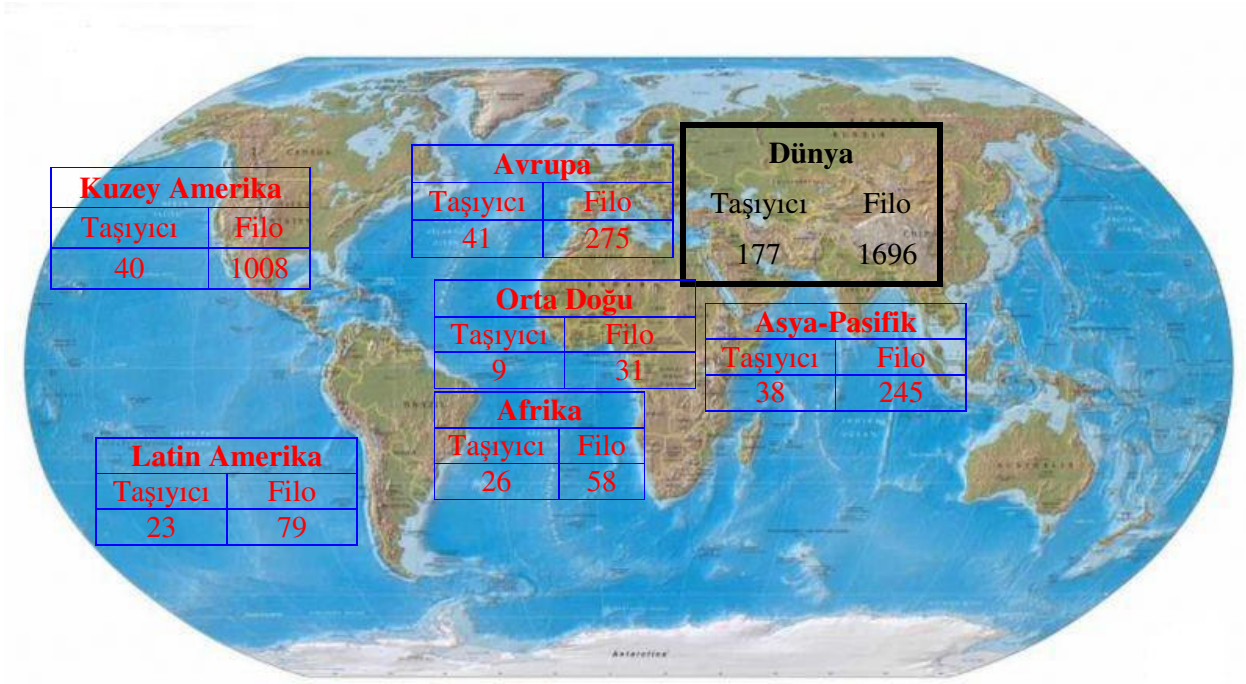 Kuzey Amerika
Taşıyıcı Filo
40 1008
Avrupa
Taşıyıcı Filo
41 275
Dünya
Taşıyıcı Filo
177 1696
Orta Doğu
Taşıyıcı Filo
9 31
Asya-Pasifik
Taşıyıcı Filo
38 245
Afrika
Taşıyıcı Filo
26 58
Latin Amerika
Taşıyıcı Filo
23 79
Antarctica